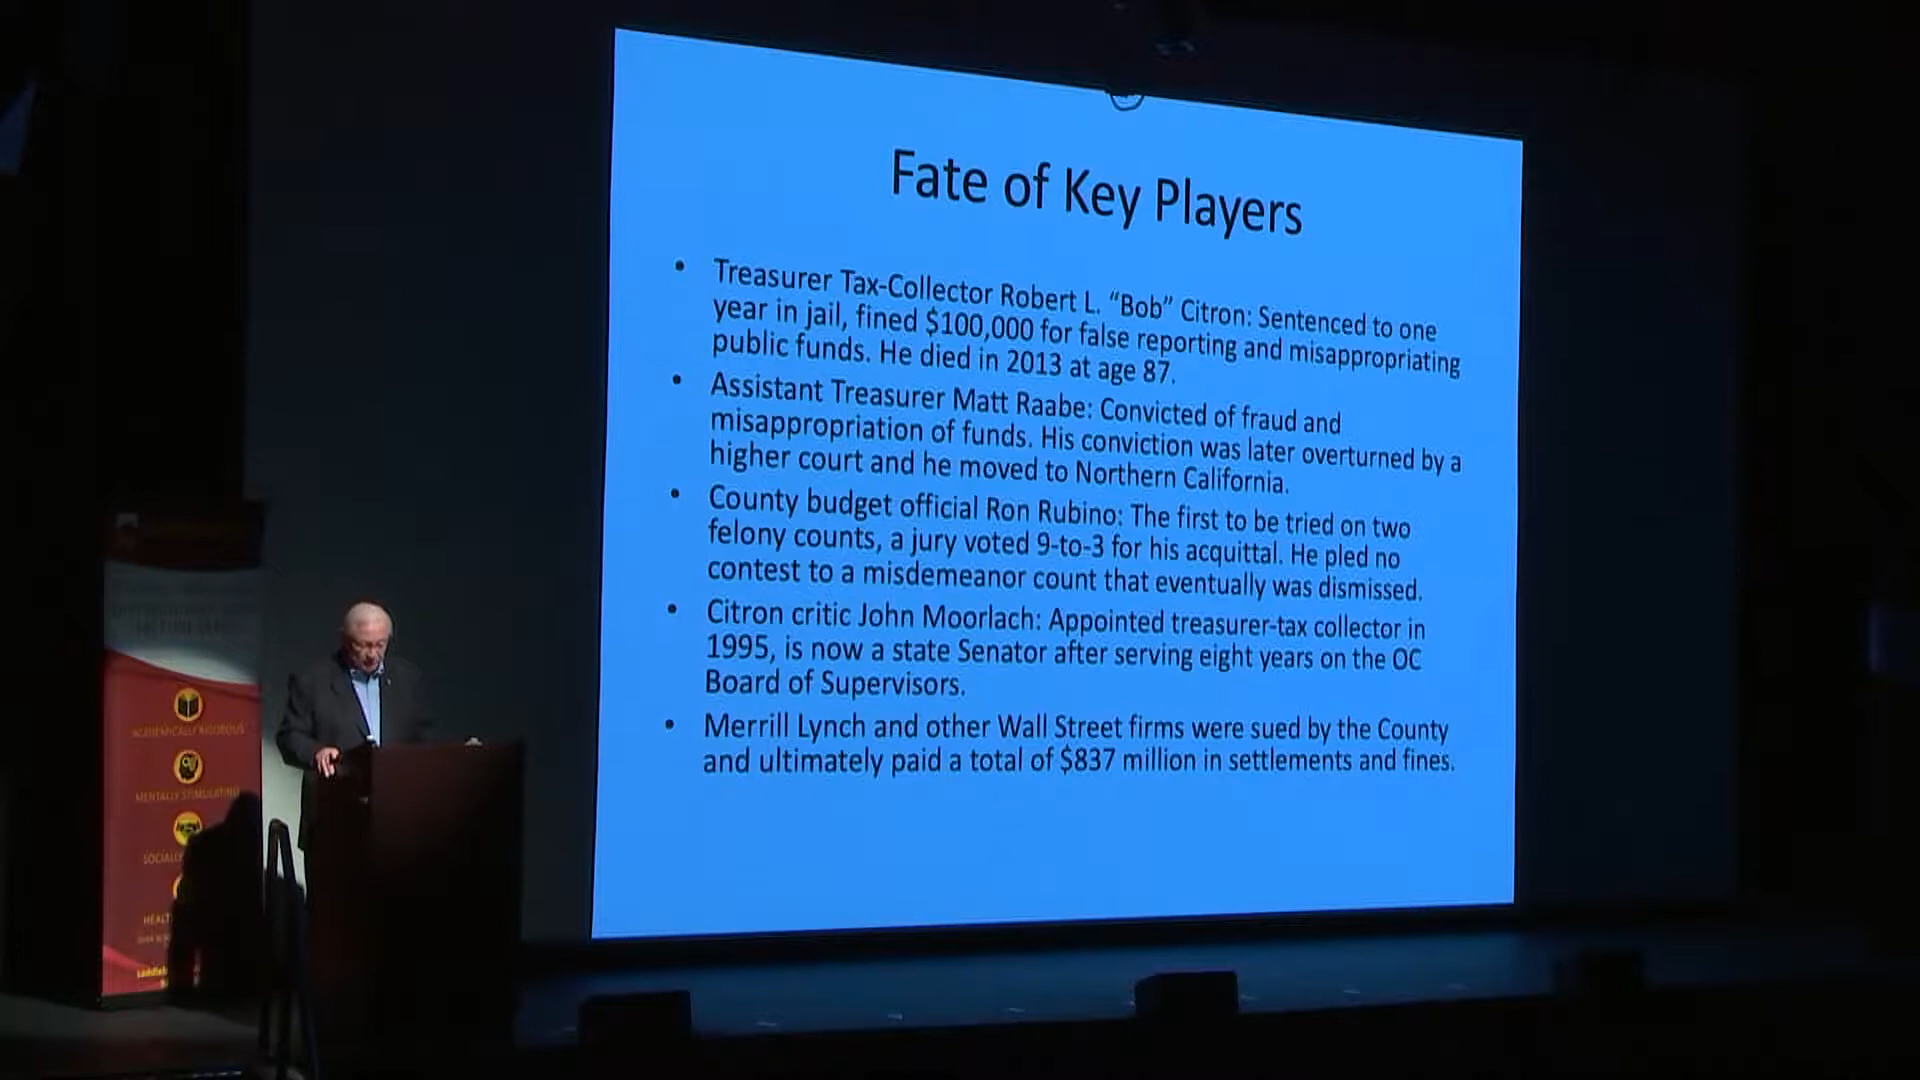 Fate of Key Players
• Treasurer Tax-Collector Robert L. “Bob” Citron: Sentenced to one
year in jail, fined $100,000 for false reporting and misappropriating
public funds. He died in 2013 at age 87.
• Assistant Treasurer Matt Raabe: Convicted of fraud and
misappropriation of funds. His conviction was later overturned by a
higher court and he moved to Northern California.
• County budget official Ron Rubino: The first to be tried on two
felony counts, a jury voted 9-to-3 for his acquittal. He pled no
contest to a misdemeanor count that eventually was dismissed.
• Citron critic John Moorlach: Appointed treasurer-tax collector in
1995, is now a state Senator after serving eight years on the OC
Board of Supervisors.
• Merrill Lynch and other Wall Street firms were sued by the County
and ultimately paid a total of $837 million in settlements and fines.
ACADEMICALLY RIGOROUS
MENTALLY STIMULATING